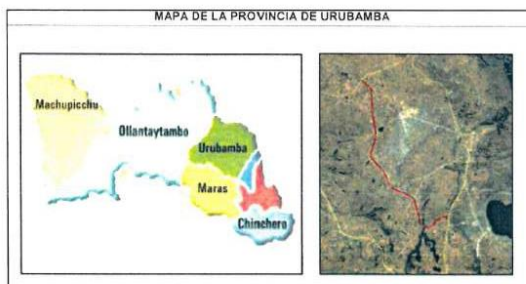 MAPA DE LA PROVINCIA DE URUBAMBA
Machupicchu
Ollantaytambo
Urubamba
Maras
Chinchero